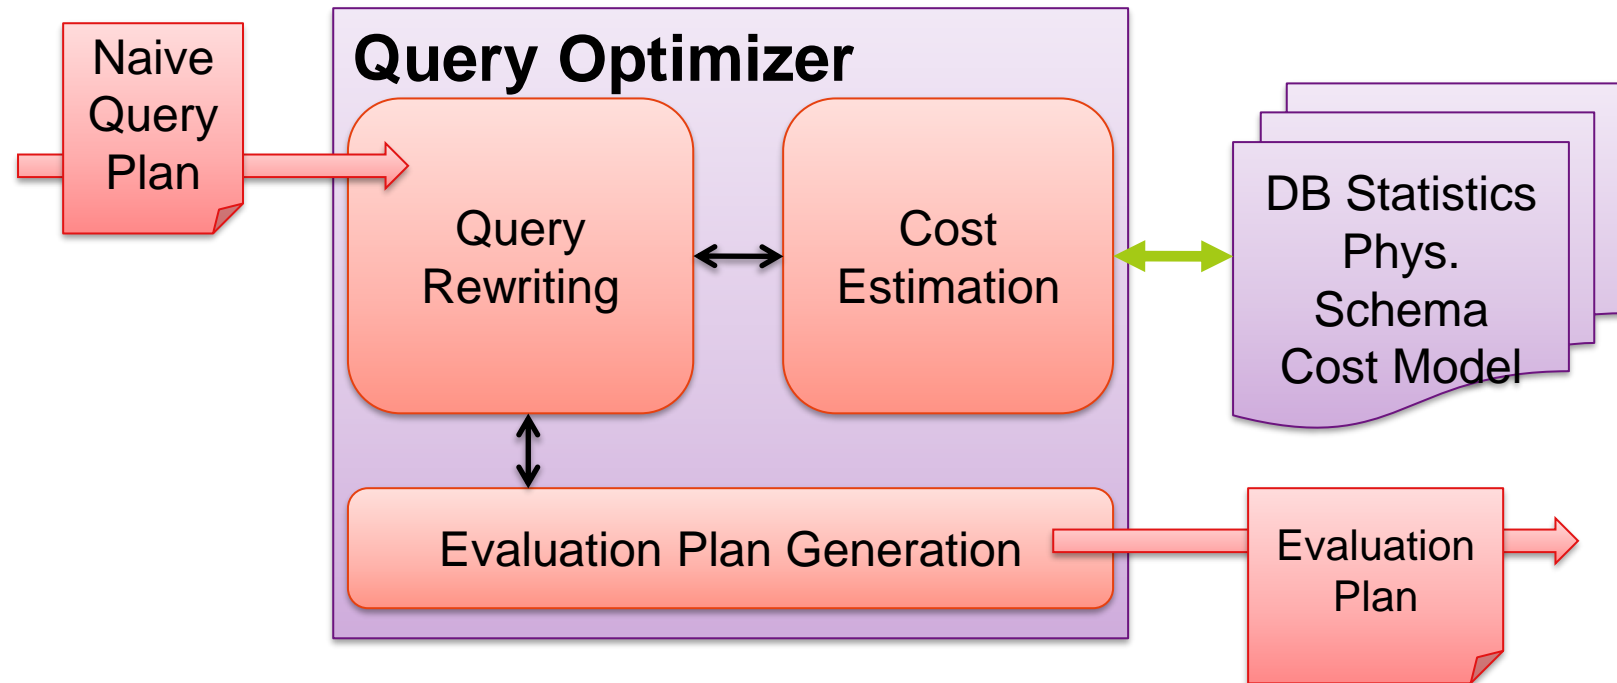 Naive
Query
Plan
Query Optimizer
Query
Rewriting
Cost
Estimation
DB Statistics
Phys.
Schema
Cost Model
Evaluation Plan Generation
Evaluation
Plan